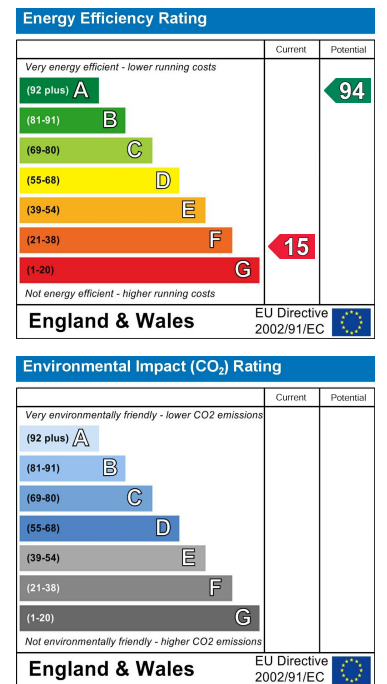 Energy Efficiency Rating
Current Potential
Very energy efficient - lower running costs
(92 plus) A
94
(81-91) B
(69-80) C
(55-68) D
(39-54) E
(21-38) F
15
(1-20) G
Not energy efficient - higher running costs
England & Wales
EU Directive
2002/91/EC
Environmental Impact (CO₂) Rating
Current Potential
Very environmentally friendly - lower CO2 emissions
(92 plus) A
(81-91) B
(69-80) C
(55-68) D
(39-54) E
(21-38) F
(1-20) G
Not environmentally friendly - higher CO2 emissions
England & Wales
EU Directive
2002/91/EC